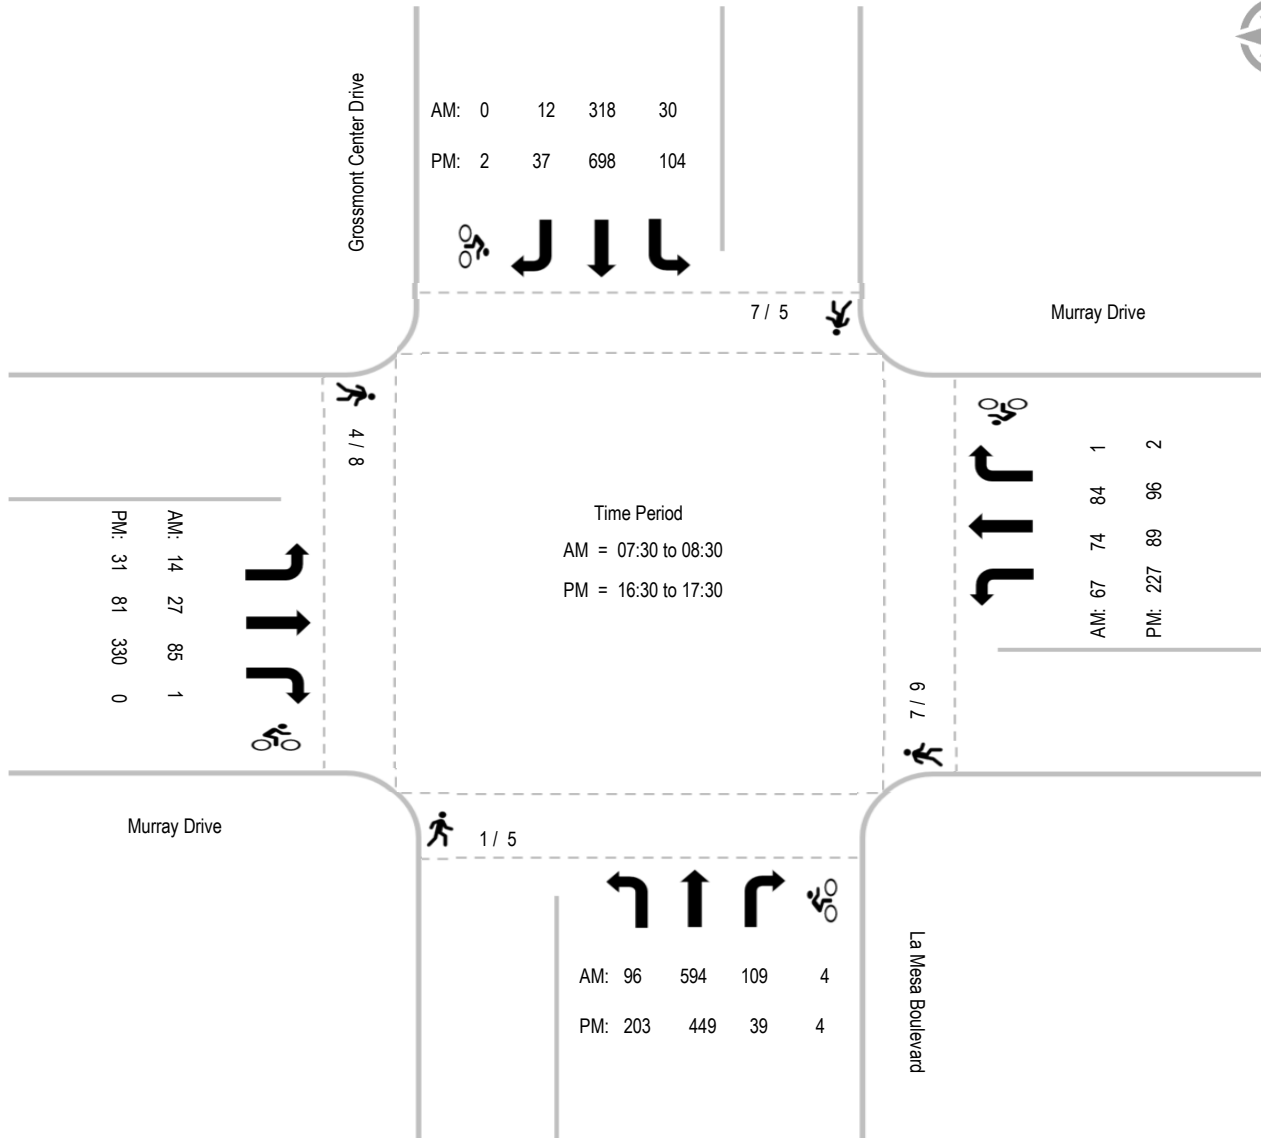 Grossmont Center Drive
AM: 0 12 318 30
PM: 2 37 698 104
7 / 5
Murray Drive
4 / 8
AM: 14 27 85 1
PM: 31 81 330 0
Time Period
AM = 07:30 to 08:30
PM = 16:30 to 17:30
AM: 67 74 84 1
PM: 227 89 96 2
7 / 9
Murray Drive
1 / 5
AM: 96 594 109 4
PM: 203 449 39 4
La Mesa Boulevard